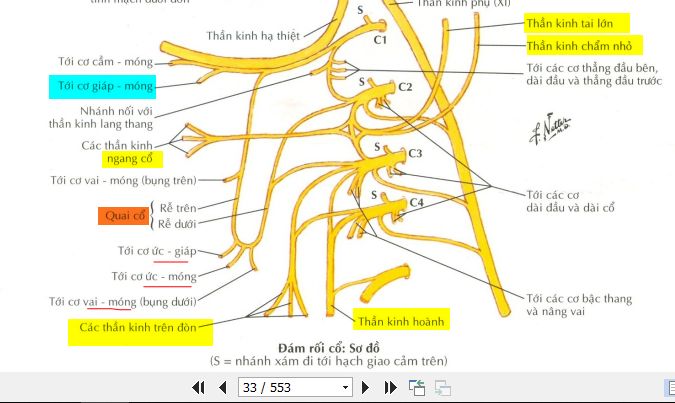 Thần kinh phụ (XI)
Thần kinh hạ thiệt
S
C1
Thần kinh tai lớn
Thần kinh chẩm nhỏ
Tới cơ cằm - móng
Tới cơ giáp - móng
Tới các cơ thẳng đầu bên,
dài đầu và thẳng đầu trước
S
C2
Nhánh nối với
thần kinh lang thang
Các thần kinh
ngang cổ
S
C3
Tới cơ vai - móng (bụng trên)
Tới các cơ
dài đầu và dài cổ
S
C4
Quai cổ
Rễ trên
Rễ dưới
Tới cơ ức - giáp
Tới cơ ức - móng
Tới cơ vai - móng (bụng dưới)
Tới các cơ bậc thang
và nâng vai
Các thần kinh trên đòn
Thần kinh hoành
Đám rối cổ: Sơ đồ
(S = nhánh xám đi tới hạch giao cảm trên)
33 / 553